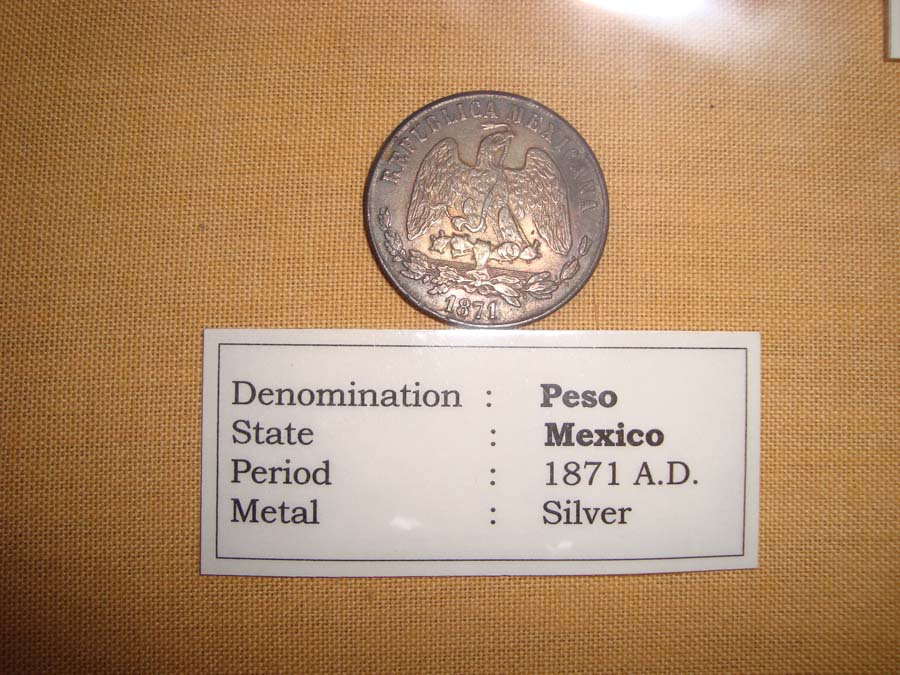 REPUBLICA MEXICANA
1871
Denomination : Peso
State : Mexico
Period : 1871 A.D.
Metal : Silver